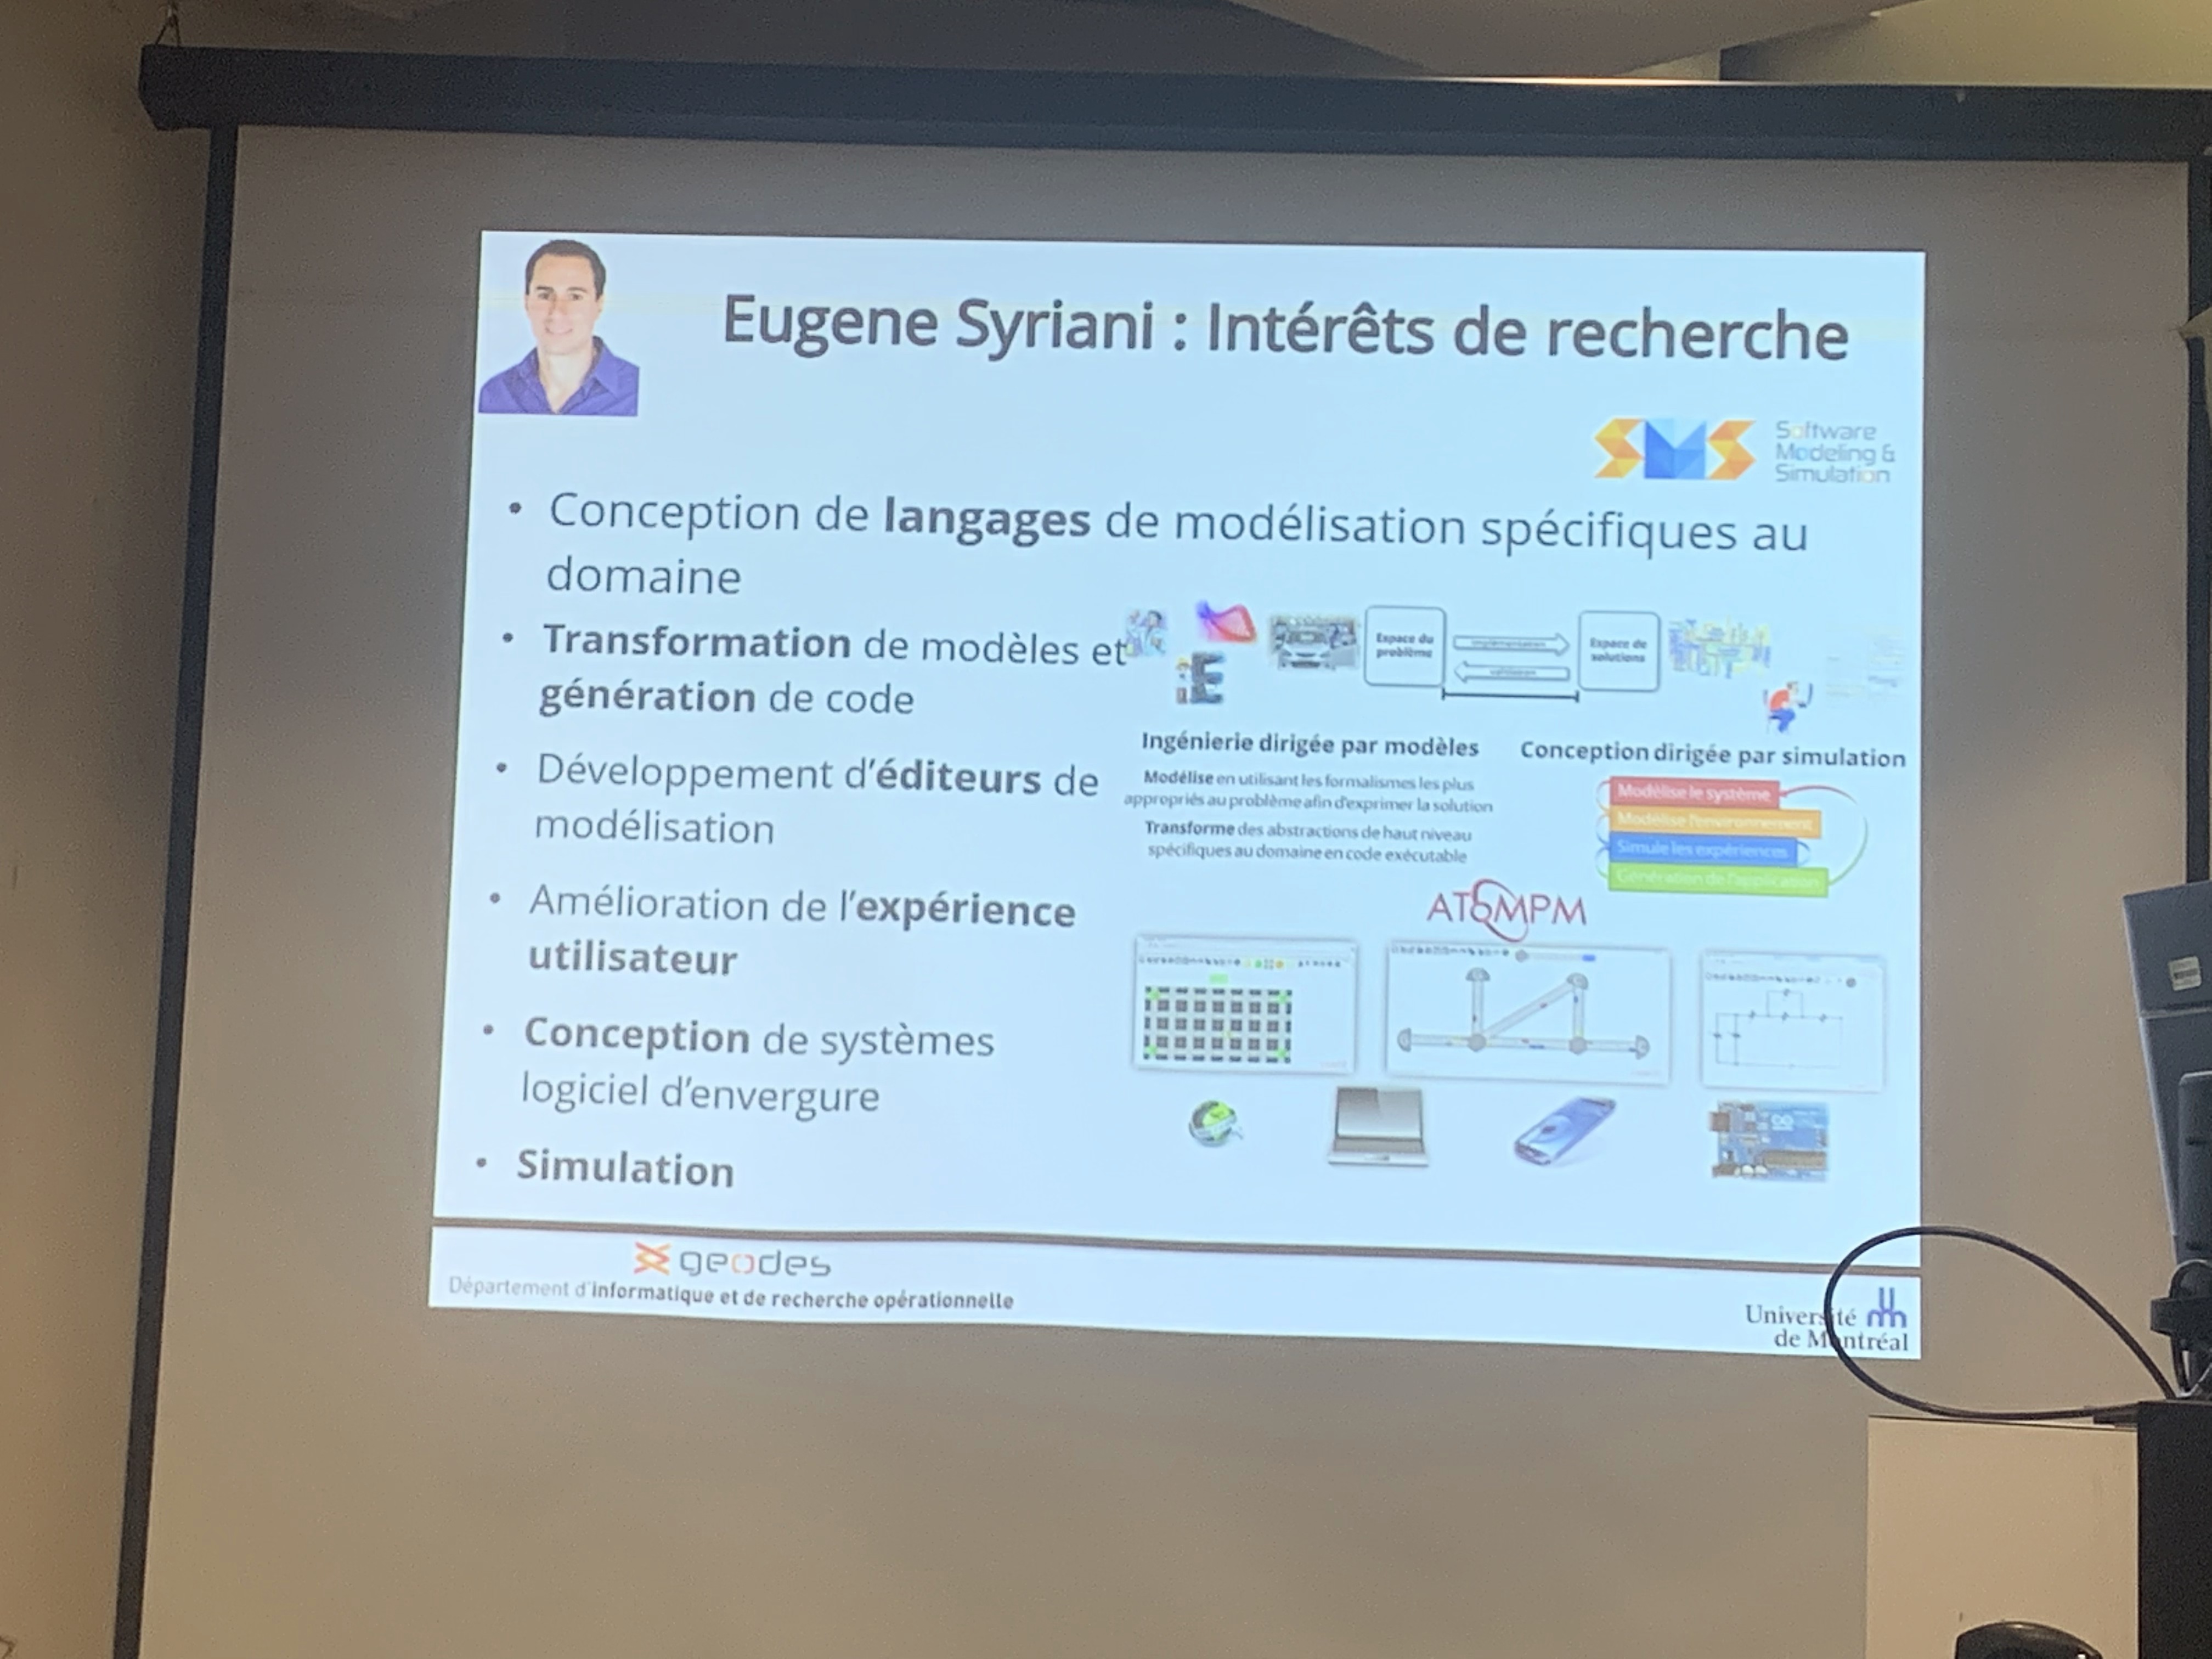 Eugene Syriani : Intérêts de recherche
SMS
Software
Modeling &
Simulation
• Conception de langages de modélisation spécifiques au
domaine
• Transformation de modèles et
génération de code
• Développement d'éditeurs de
modélisation
• Amélioration de l'expérience
utilisateur
• Conception de systèmes
logiciel d'envergure
• Simulation
Espace du
problème
implémentation
validation
Espace de
solutions
Ingénierie dirigée par modèles
Modélise en utilisant les formalismes les plus
appropriés au problème afin d'exprimer la solution
Transforme des abstractions de haut niveau
spécifiques au domaine en code exécutable
Conception dirigée par simulation
Modélise le système
Modélise l'environnement
Simule les expériences
Génération de l'application
ATOMPM
geodes
Département d'informatique et de recherche opérationnelle
Université
de Montréal